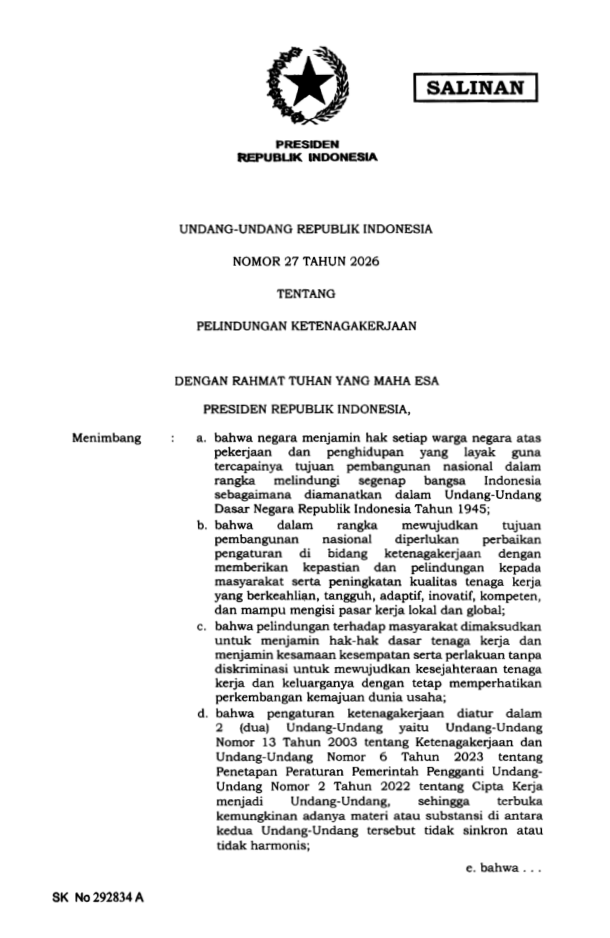 SALINAN
PRESIDEN
REPUBLIK INDONESIA
UNDANG-UNDANG REPUBLIK INDONESIA
NOMOR 27 TAHUN 2026
TENTANG
PELINDUNGAN KETENAGAKERJAAN
DENGAN RAHMAT TUHAN YANG MAHA ESA
PRESIDEN REPUBLIK INDONESIA,
Menimbang : a. bahwa negara menjamin hak setiap warga negara atas
pekerjaan dan penghidupan yang layak guna
tercapainya tujuan pembangunan nasional dalam
rangka melindungi segenap bangsa Indonesia
sebagaimana diamanatkan dalam Undang-Undang
Dasar Negara Republik Indonesia Tahun 1945;
b. bahwa dalam rangka mewujudkan tujuan
pembangunan nasional diperlukan perbaikan
pengaturan di bidang ketenagakerjaan dengan
memberikan kepastian dan pelindungan kepada
masyarakat serta peningkatan kualitas tenaga kerja
yang berkeahlian, tangguh, adaptif, inovatif, kompeten,
dan mampu mengisi pasar kerja lokal dan global;
c. bahwa pelindungan terhadap masyarakat dimaksudkan
untuk menjamin hak-hak dasar tenaga kerja dan
menjamin kesamaan kesempatan serta perlakuan tanpa
diskriminasi untuk mewujudkan kesejahteraan tenaga
kerja dan keluarganya dengan tetap memperhatikan
perkembangan kemajuan dunia usaha;
d. bahwa pengaturan ketenagakerjaan diatur dalam
2 (dua) Undang-Undang yaitu Undang-Undang
Nomor 13 Tahun 2003 tentang Ketenagakerjaan dan
Undang-Undang Nomor 6 Tahun 2023 tentang
Penetapan Peraturan Pemerintah Pengganti Undang-
Undang Nomor 2 Tahun 2022 tentang Cipta Kerja
menjadi Undang-Undang, sehingga terbuka
kemungkinan adanya materi atau substansi di antara
kedua Undang-Undang tersebut tidak sinkron atau
tidak harmonis;
e. bahwa . . .
SK No 292834 A